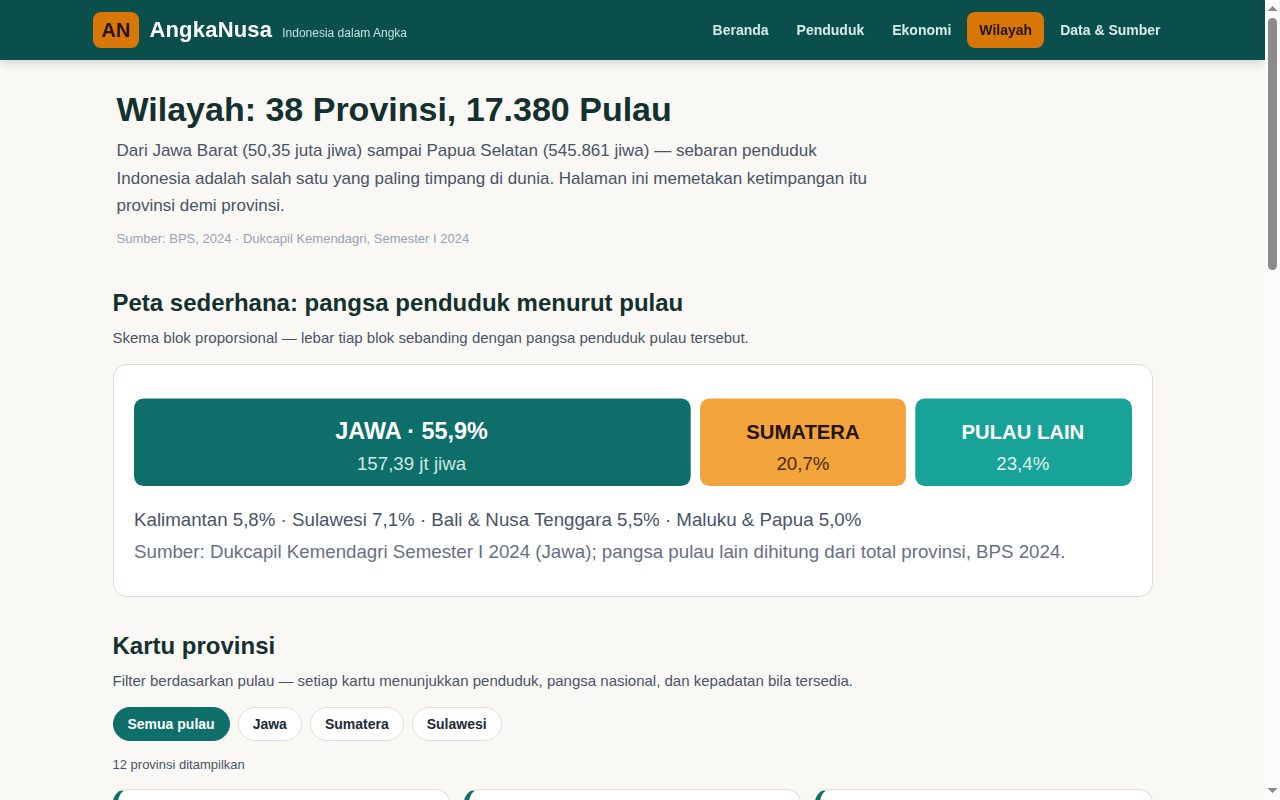 AN AngkaNusa Indonesia dalam Angka Beranda Penduduk Ekonomi Wilayah Data & Sumber
Wilayah: 38 Provinsi, 17.380 Pulau
Dari Jawa Barat (50,35 juta jiwa) sampai Papua Selatan (545.861 jiwa) — sebaran penduduk
Indonesia adalah salah satu yang paling timpang di dunia. Halaman ini memetakan ketimpangan itu
provinsi demi provinsi.
Sumber: BPS, 2024 · Dukcapil Kemendagri, Semester I 2024
Peta sederhana: pangsa penduduk menurut pulau
Skema blok proporsional — lebar tiap blok sebanding dengan pangsa penduduk pulau tersebut.
JAWA · 55,9%
157,39 jt jiwa
SUMATERA
20,7%
PULAU LAIN
23,4%
Kalimantan 5,8% · Sulawesi 7,1% · Bali & Nusa Tenggara 5,5% · Maluku & Papua 5,0%
Sumber: Dukcapil Kemendagri Semester I 2024 (Jawa); pangsa pulau lain dihitung dari total provinsi, BPS 2024.
Kartu provinsi
Filter berdasarkan pulau — setiap kartu menunjukkan penduduk, pangsa nasional, dan kepadatan bila tersedia.
Semua pulau Jawa Sumatera Sulawesi
12 provinsi ditampilkan